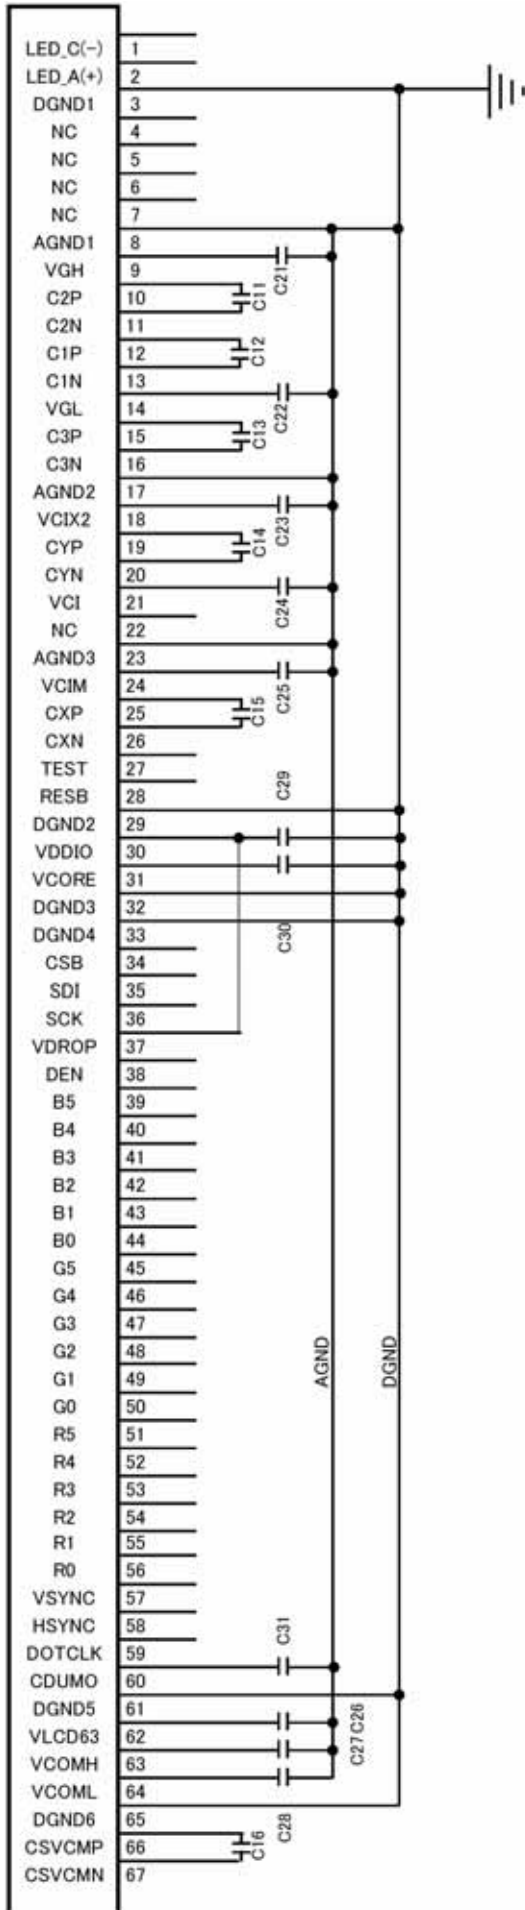 LED_C(-) 1
LED_A(+) 2
DGND1 3
NC 4
NC 5
NC 6
NC 7
AGND1 8
VGH 9
C21
C2P 10
C11
C2N 11
C1P 12
C12
C1N 13
VGL 14
C22
C3P 15
C13
C3N 16
AGND2 17
VCIX2 18
C23
CYP 19
C14
CYN 20
VCI 21
C24
NC 22
AGND3 23
VCIM 24
C25
CXP 25
C15
CXN 26
TEST 27
RESB 28
C29
DGND2 29
VDDIO 30
VCORE 31
DGND3 32
DGND4 33
C30
CSB 34
SDI 35
SCK 36
VDROP 37
DEN 38
B5 39
B4 40
B3 41
B2 42
B1 43
B0 44
G5 45
G4 46
G3 47
G2 48
AGND
DGND
G1 49
G0 50
R5 51
R4 52
R3 53
R2 54
R1 55
R0 56
VSYNC 57
HSYNC 58
C31
DOTCLK 59
CDUMO 60
DGND5 61
C26
VLCD63 62
C27
VCOMH 63
VCOML 64
DGND6 65
C28
CSVCMP 66
C16
CSVCMN 67